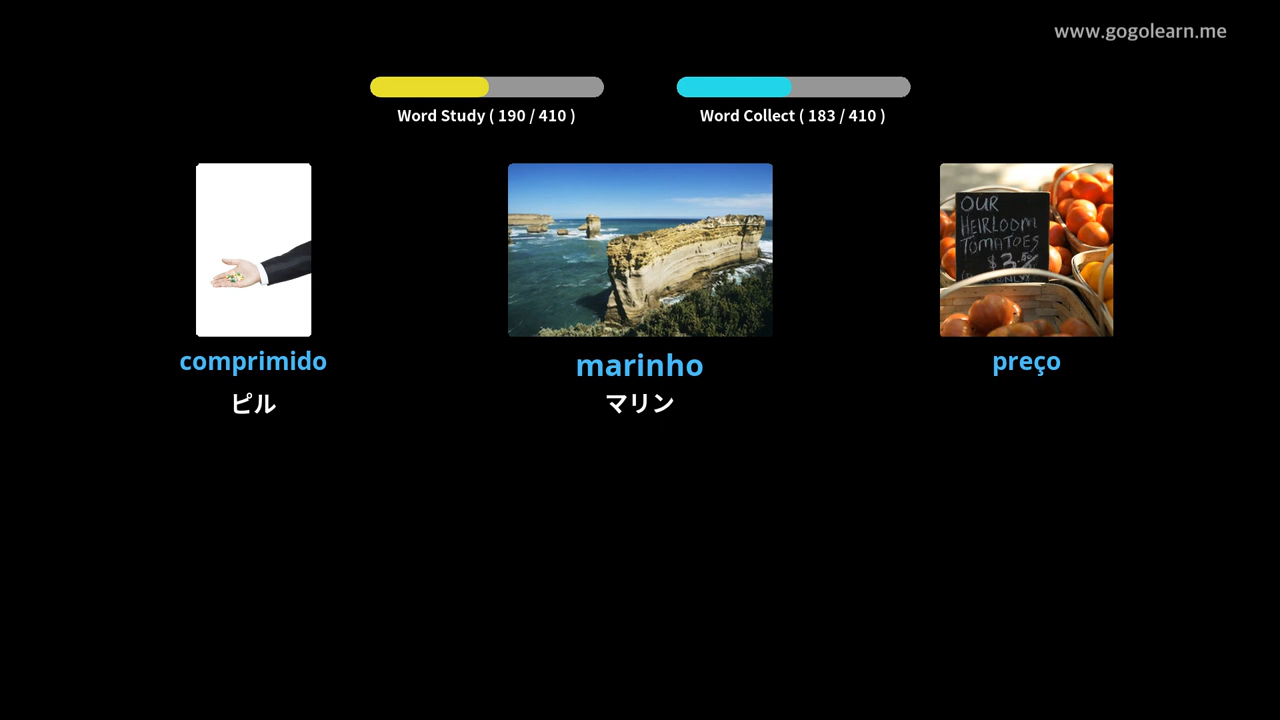 www.gogolearn.me
Word Study ( 190 / 410 )
Word Collect ( 183 / 410 )
OUR
HEIRLOOM
TOMATOES
comprimido
ピル
marinho
マリン
preço